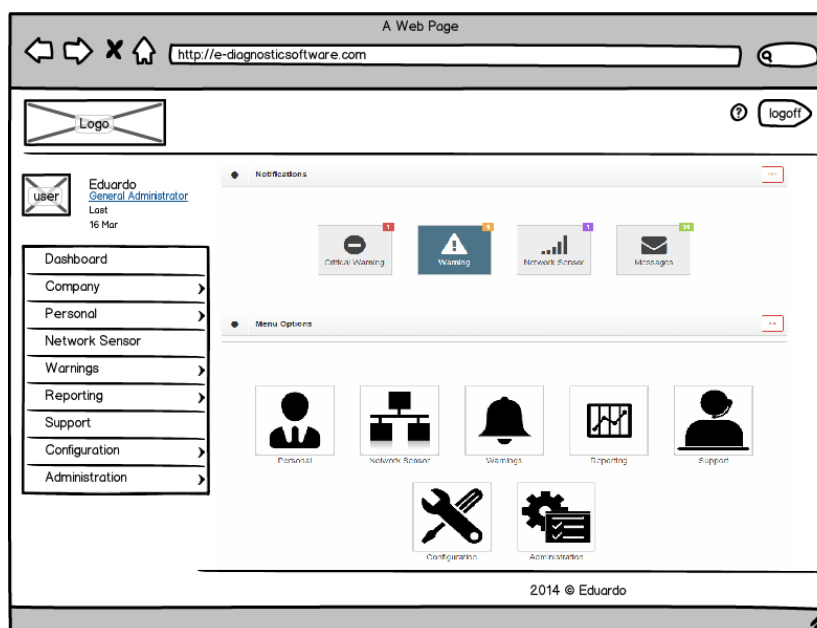 A Web Page
http://e-diagnosticsoftware.com
Logo
?
logoff
user
Eduardo
General Administrator
Last
16 Mar
Dashboard
Company
Personal
Network Sensor
Warnings
Reporting
Support
Configuration
Administration
Notifications
1
1
Critical Warning
Warning
Network Sensor
Messages
Menu Options
Personal
Network Sensor
Warnings
Reporting
Support
Configuration
Administration
2014 © Eduardo